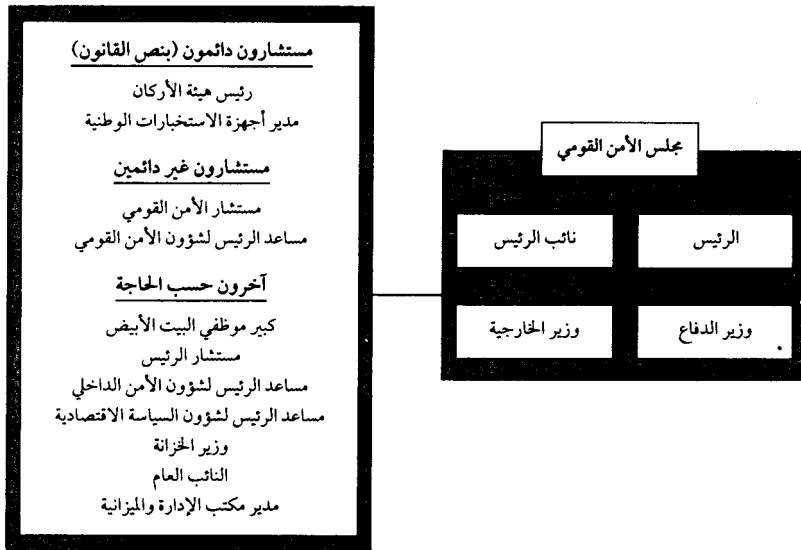 مجلس الأمن القومي
الرئيس
نائب الرئيس
وزير الدفاع
وزير الخارجية
مستشارون دائمون (بنص القانون)
رئيس هيئة الأركان
مدير أجهزة الاستخبارات الوطنية
مستشارون غير دائمين
مستشار الأمن القومي
مساعد الرئيس لشؤون الأمن القومي
آخرون حسب الحاجة
كبير موظفي البيت الأبيض
مستشار الرئيس
مساعد الرئيس لشؤون الأمن الداخلي
مساعد الرئيس لشؤون السياسة الاقتصادية
وزير الخزانة
النائب العام
مدير مكتب الإدارة والميزانية